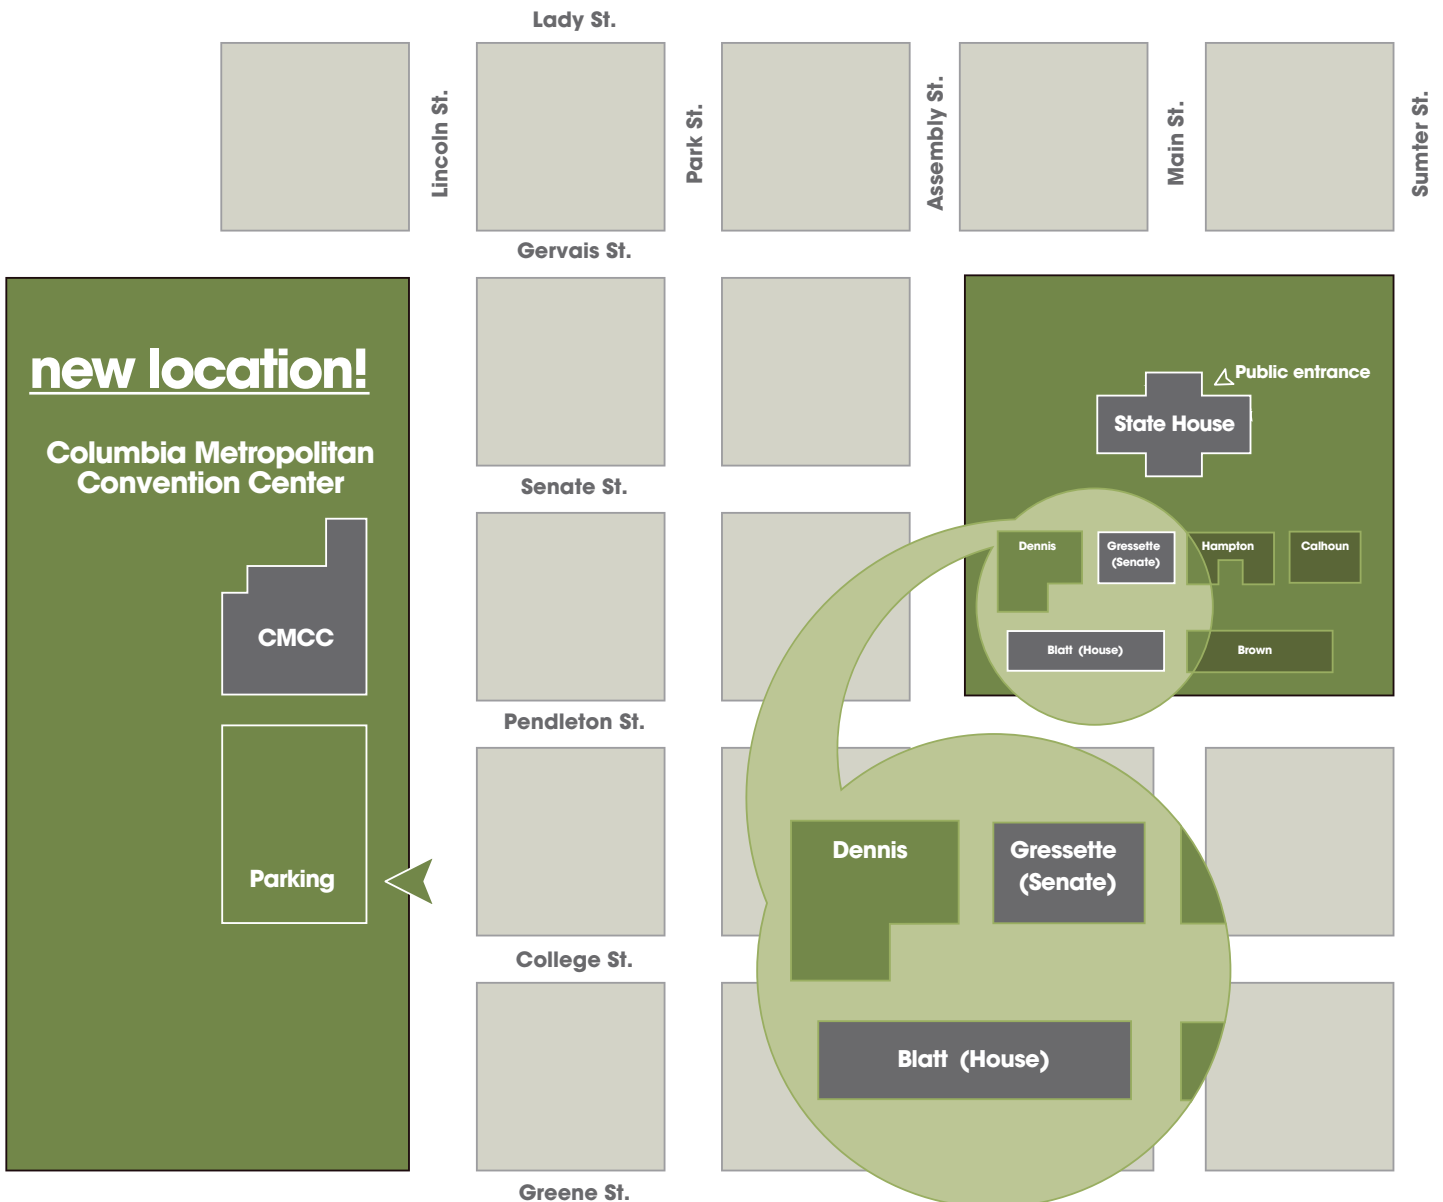 Lady St.
Lincoln St.
Park St.
Assembly St.
Main St.
Sumter St.
Gervais St.
new location!
Columbia Metropolitan
Convention Center
CMCC
Parking
Senate St.
Pendleton St.
College St.
Greene St.
Public entrance
State House
Dennis
Gressette
(Senate)
Hampton
Calhoun
Blatt (House)
Brown
Dennis
Gressette
(Senate)
Blatt (House)